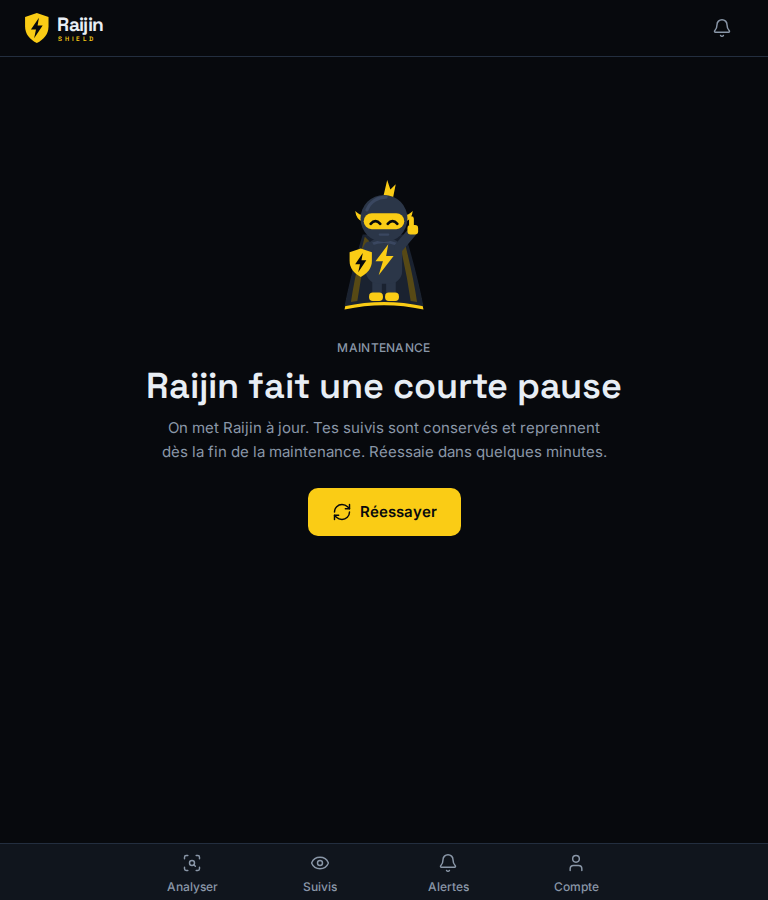 Raijin
SHIELD
MAINTENANCE
Raijin fait une courte pause
On met Raijin à jour. Tes suivis sont conservés et reprennent
dès la fin de la maintenance. Réessaie dans quelques minutes.
Réessayer
Analyser
Suivis
Alertes
Compte